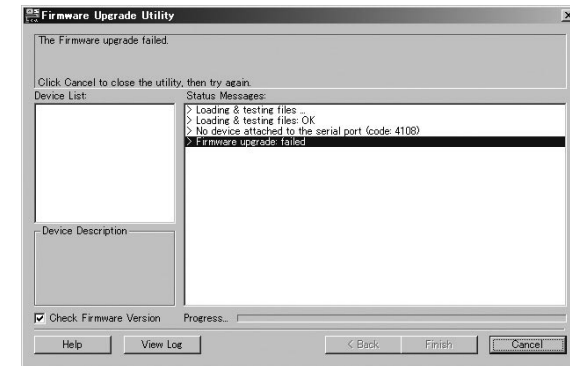 Firmware Upgrade Utility
The Firmware upgrade failed.
Click Cancel to close the utility, then try again.
Device List:
Status Messages:
> Loading & testing files ...
> Loading & testing files: OK
> No device attached to the serial port (code: 4108)
> Firmware upgrade: failed
Device Description
Check Firmware Version
Progress...
Help
View Log
< Back
Finish
Cancel